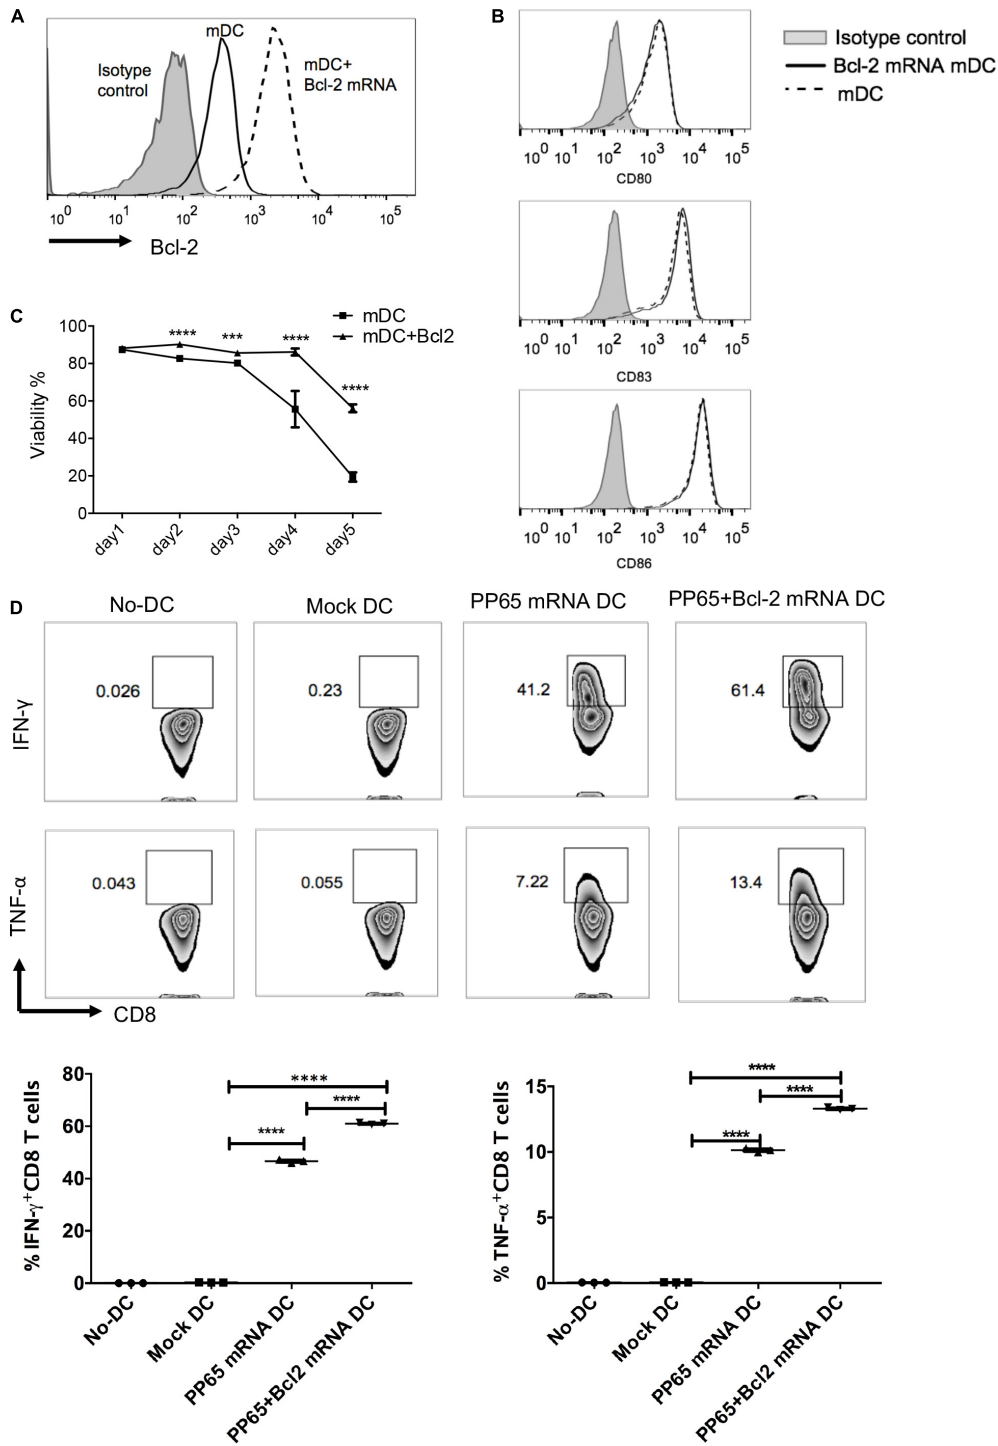 A
Isotype
control
mDC
mDC+
Bcl-2 mRNA
10^0 10^1 10^2 10^3 10^4 10^5
Bcl-2
B
Isotype control
Bcl-2 mRNA mDC
mDC
10^0 10^1 10^2 10^3 10^4 10^5
CD80
10^0 10^1 10^2 10^3 10^4 10^5
CD83
10^0 10^1 10^2 10^3 10^4 10^5
CD86
C
mDC
mDC+Bcl2
**** *** **** ****
Viability %
100
80
60
40
20
0
day1 day2 day3 day4 day5
D
No-DC Mock DC PP65 mRNA DC PP65+Bcl-2 mRNA DC
IFN-γ
0.026 0.23 41.2 61.4
TNF-α
0.043 0.055 7.22 13.4
CD8
% IFN-γ+CD8 T cells
80
60
40
20
0
****
****
****
No-DC
Mock DC
PP65 mRNA DC
PP65+Bcl2 mRNA DC
% TNF-α+CD8 T cells
15
10
5
0
****
****
****
No-DC
Mock DC
PP65 mRNA DC
PP65+Bcl2 mRNA DC